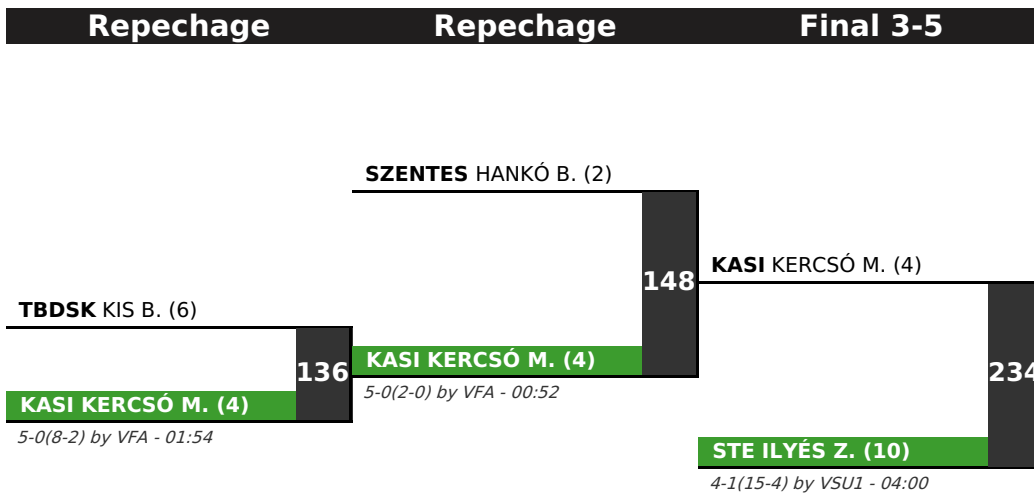 Repechage Repechage Final 3-5
SZENTES HANKÓ B. (2)
KASI KERCSÓ M. (4)
148
TBDSK KIS B. (6)
KASI KERCSÓ M. (4)
136
234
5-0(2-0) by VFA - 00:52
KASI KERCSÓ M. (4)
5-0(8-2) by VFA - 01:54
STE ILYÉS Z. (10)
4-1(15-4) by VSU1 - 04:00